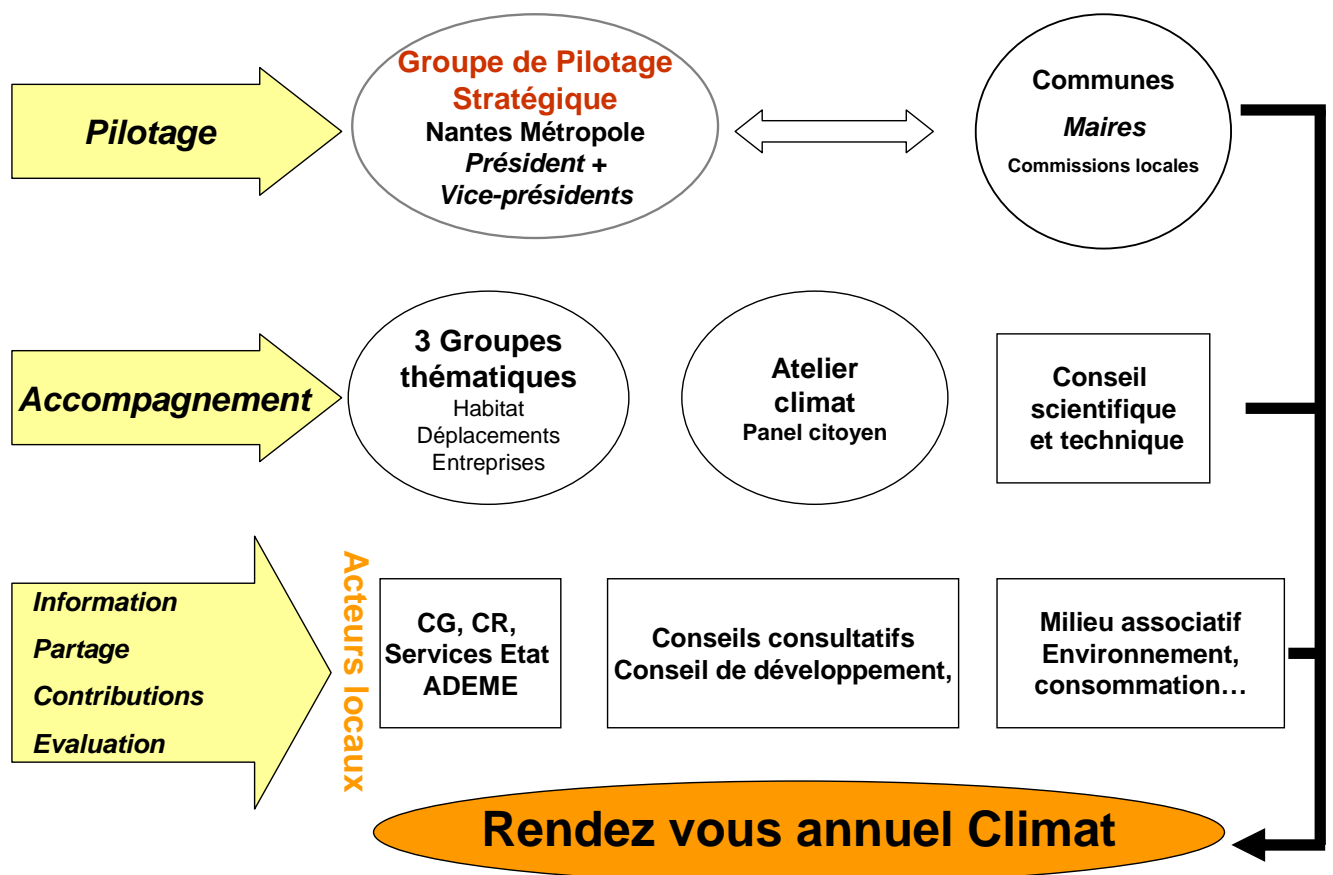 Pilotage
Groupe de Pilotage
Stratégique
Nantes Métropole
Président +
Vice-présidents
Communes
Maires
Commissions locales
Accompagnement
3 Groupes
thématiques
Habitat
Déplacements
Entreprises
Atelier
climat
Panel citoyen
Conseil
scientifique
et technique
Information
Partage
Contributions
Evaluation
Acteurs locaux
CG, CR,
Services Etat
ADEME
Conseils consultatifs
Conseil de développement,
Milieu associatif
Environnement,
consommation…
Rendez vous annuel Climat